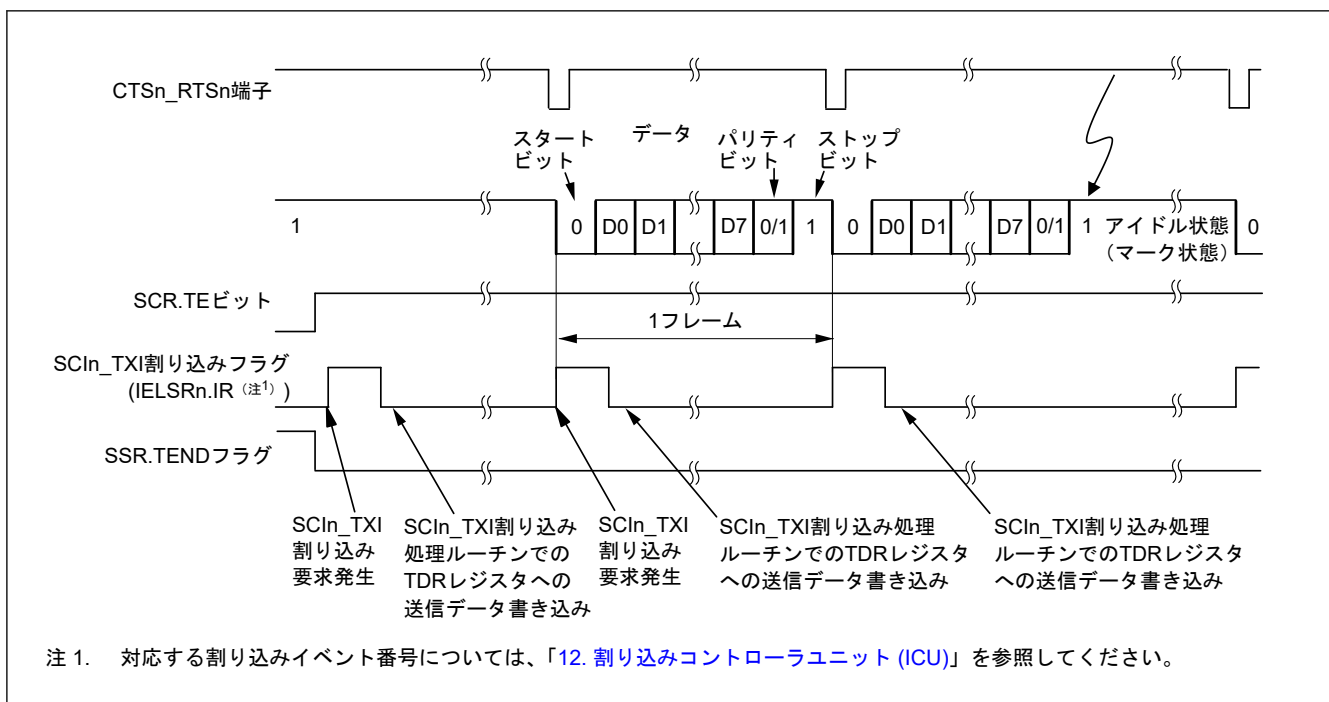 CTSn_RTSn端子
スタート
ビット
データ
パリティ
ビット
ストップ
ビット
1
0
D0
D1
D7
0/1
1
0
D0
D1
D7
0/1
1
アイドル状態
（マーク状態）
0
SCR.TEビット
1フレーム
SCIn_TXI割り込みフラグ
(IELSRn.IR（注1）)
SSR.TENDフラグ
SCIn_TXI
割り込み
要求発生
SCIn_TXI割り込み
処理ルーチンでの
TDRレジスタへの
送信データ書き込み
SCIn_TXI
割り込み
要求発生
SCIn_TXI割り込み処理
ルーチンでのTDRレジスタ
への送信データ書き込み
SCIn_TXI割り込み処理
ルーチンでのTDRレジスタ
への送信データ書き込み
注 1. 対応する割り込みイベント番号については、「12. 割り込みコントローラユニット (ICU)」を参照してください。